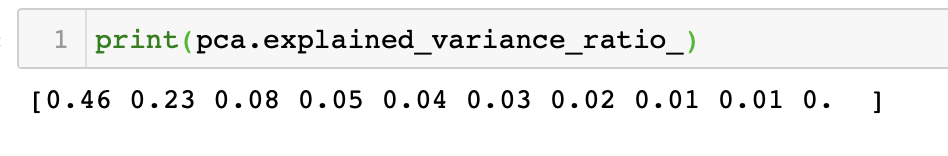 1 print(pca.explained_variance_ratio_)
[0.46 0.23 0.08 0.05 0.04 0.03 0.02 0.01 0.01 0.  ]